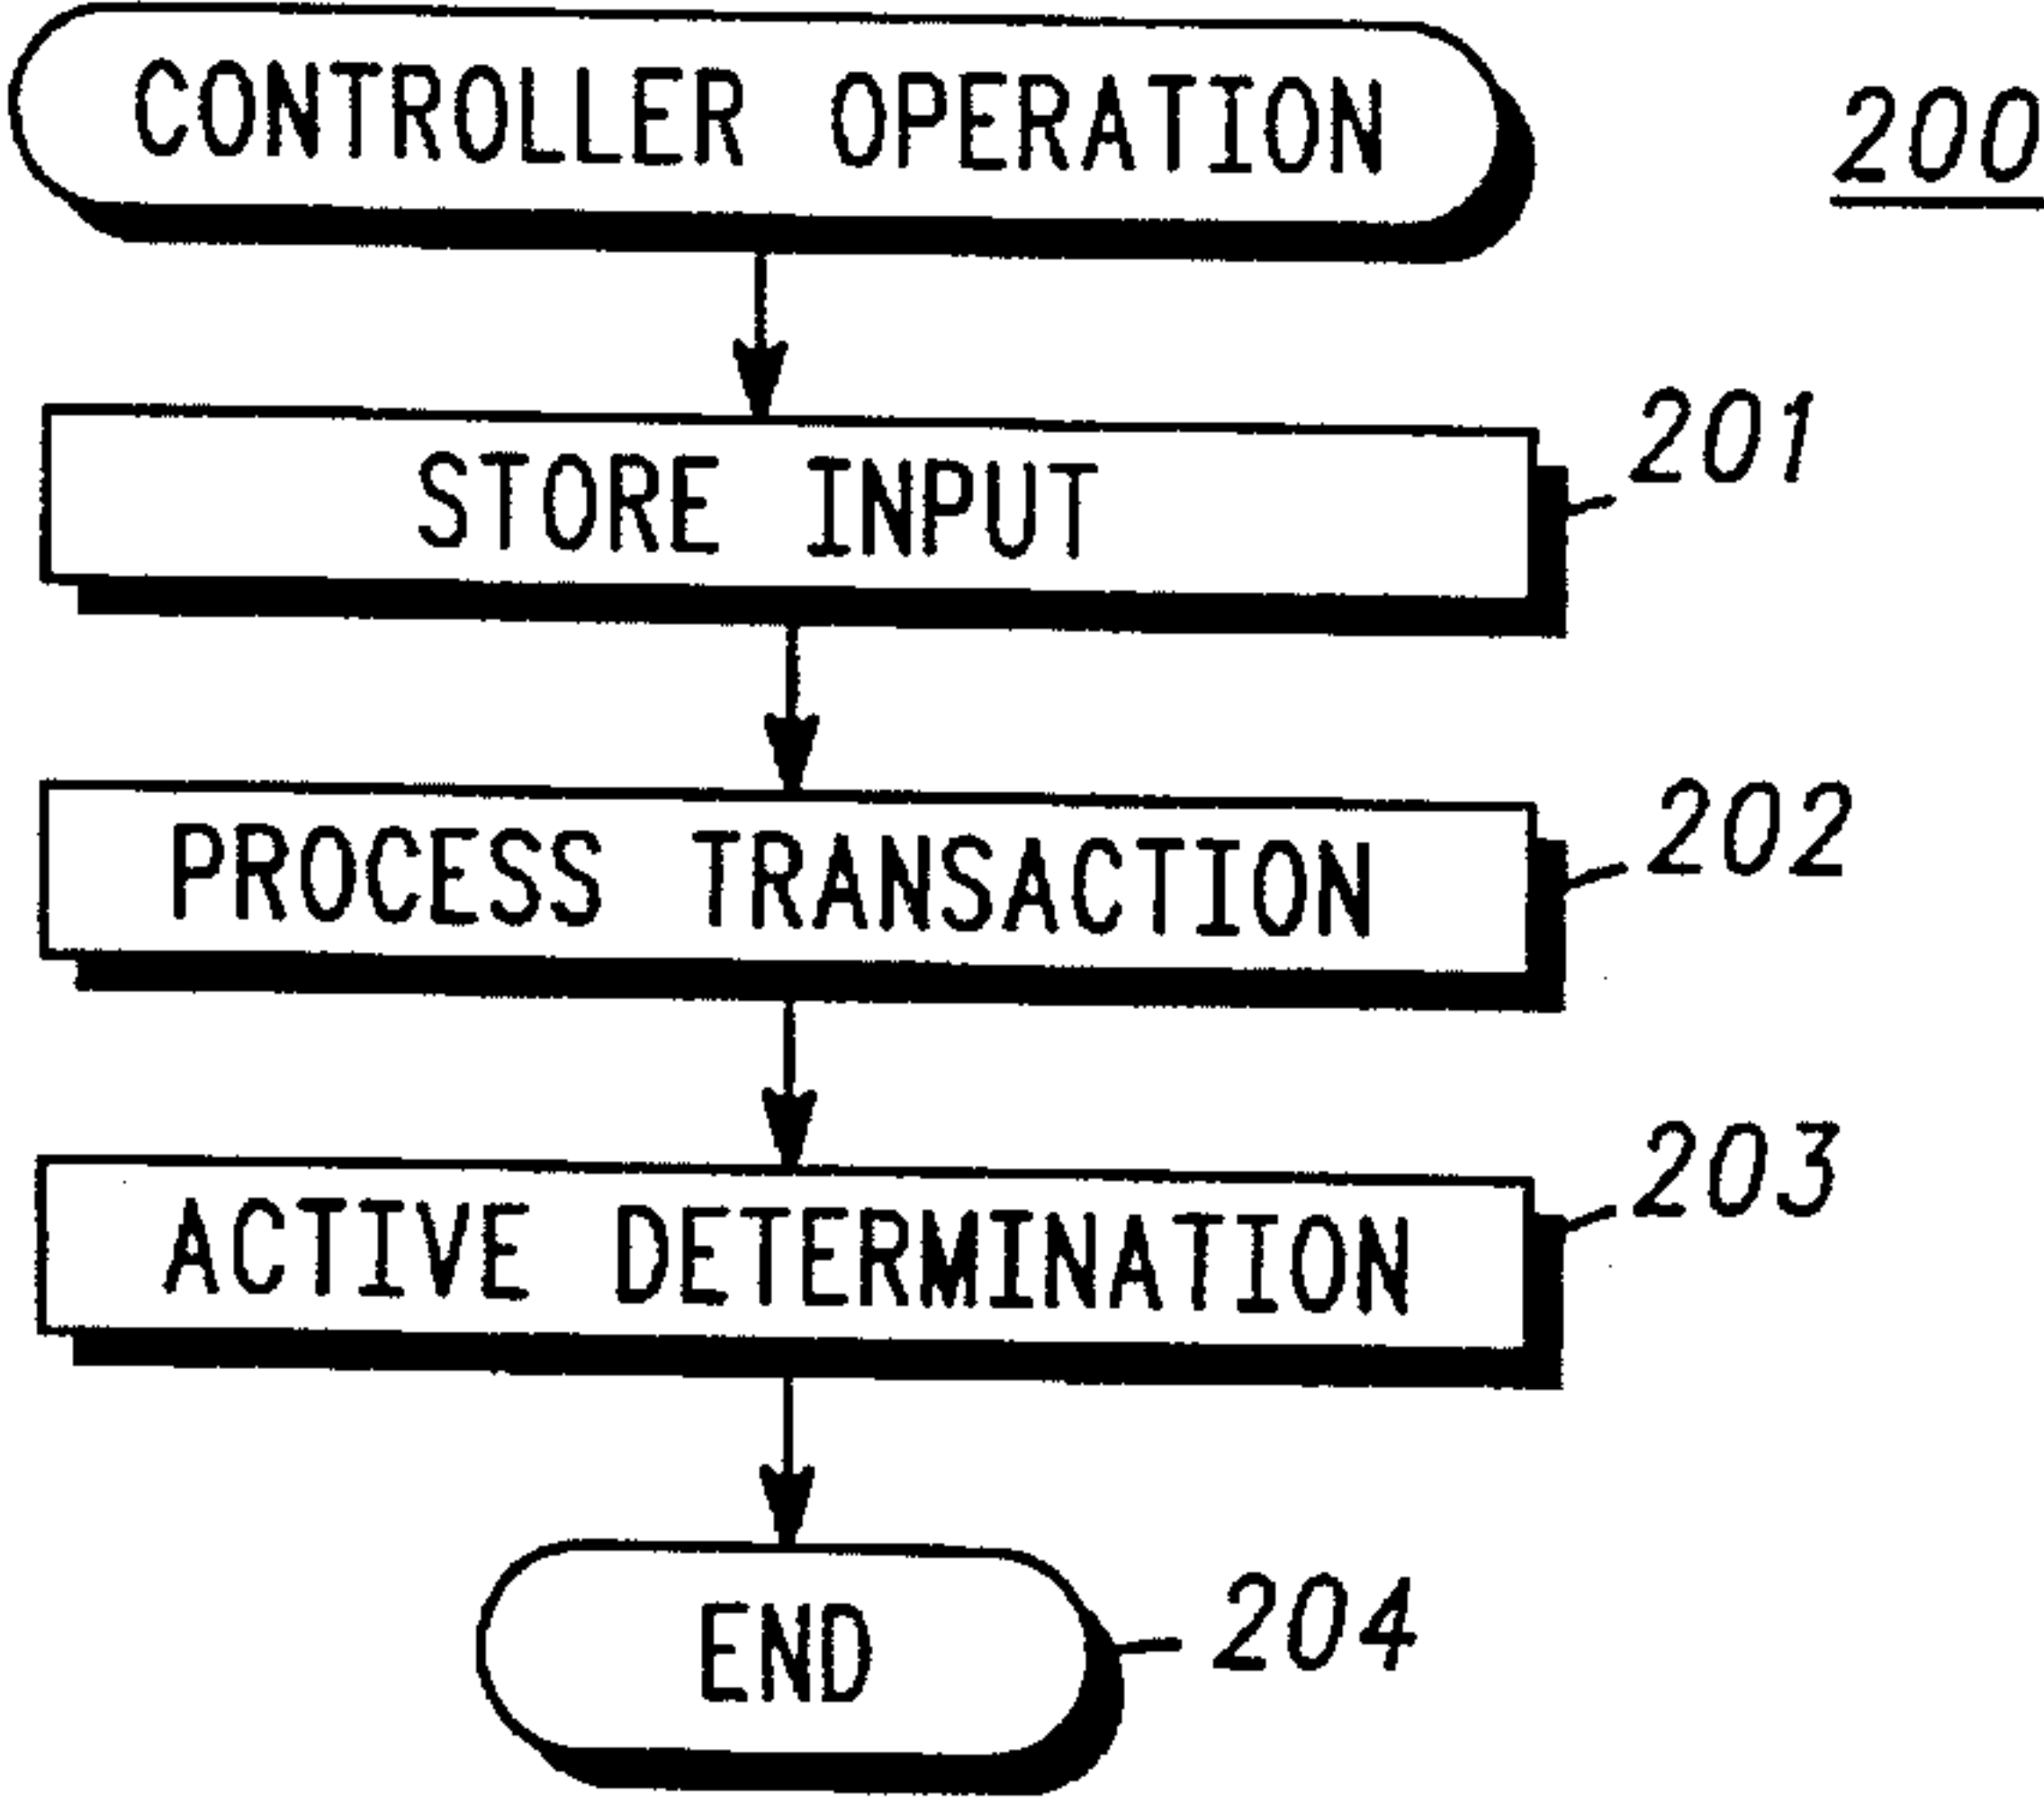 CONTROLLER OPERATION
200
STORE INPUT
201
PROCESS TRANSACTION
202
ACTIVE DETERMINATION
203
END
204